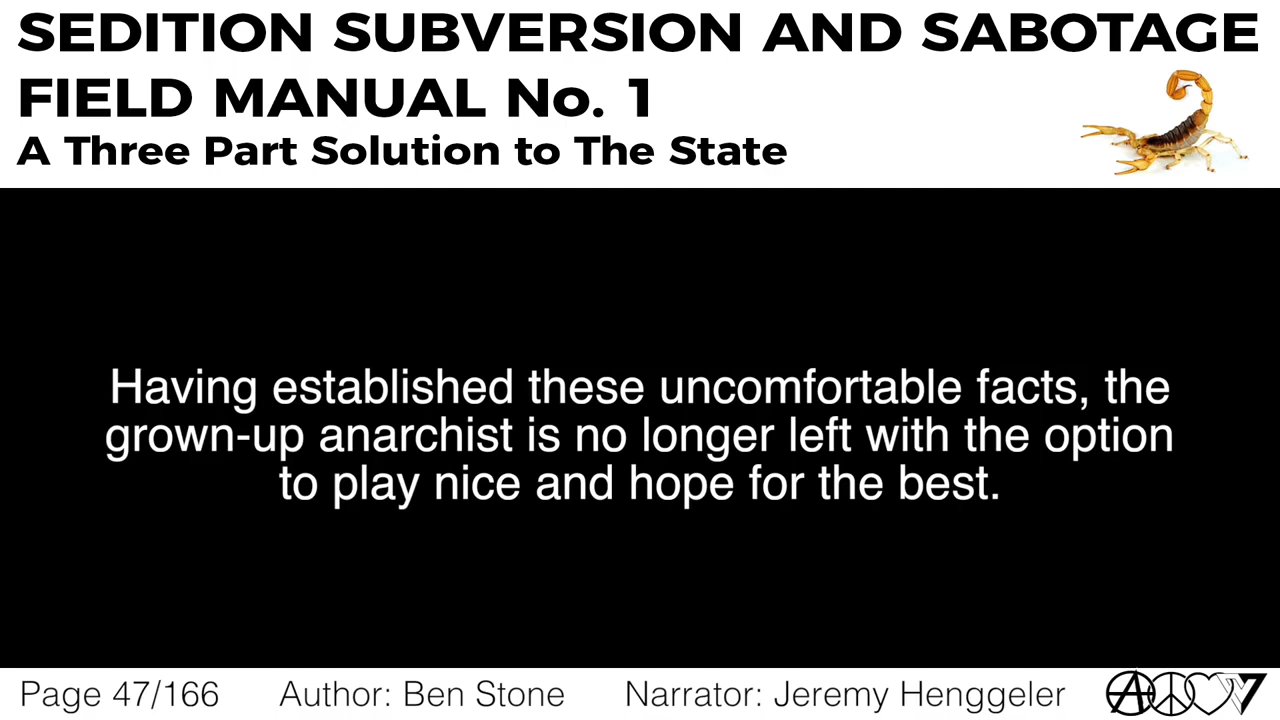 SEDITION SUBVERSION AND SABOTAGE
FIELD MANUAL No. 1
A Three Part Solution to The State
Having established these uncomfortable facts, the
grown-up anarchist is no longer left with the option
to play nice and hope for the best.
Page 47/166 Author: Ben Stone Narrator: Jeremy Henggeler